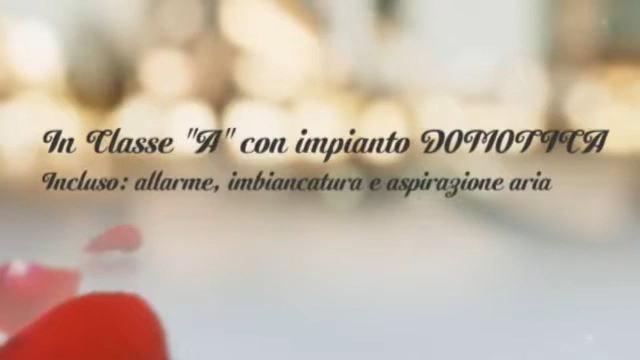 In Classe "A" con impianto DOMOTICA
Incluso: allarme, imbiancatura e aspirazione aria